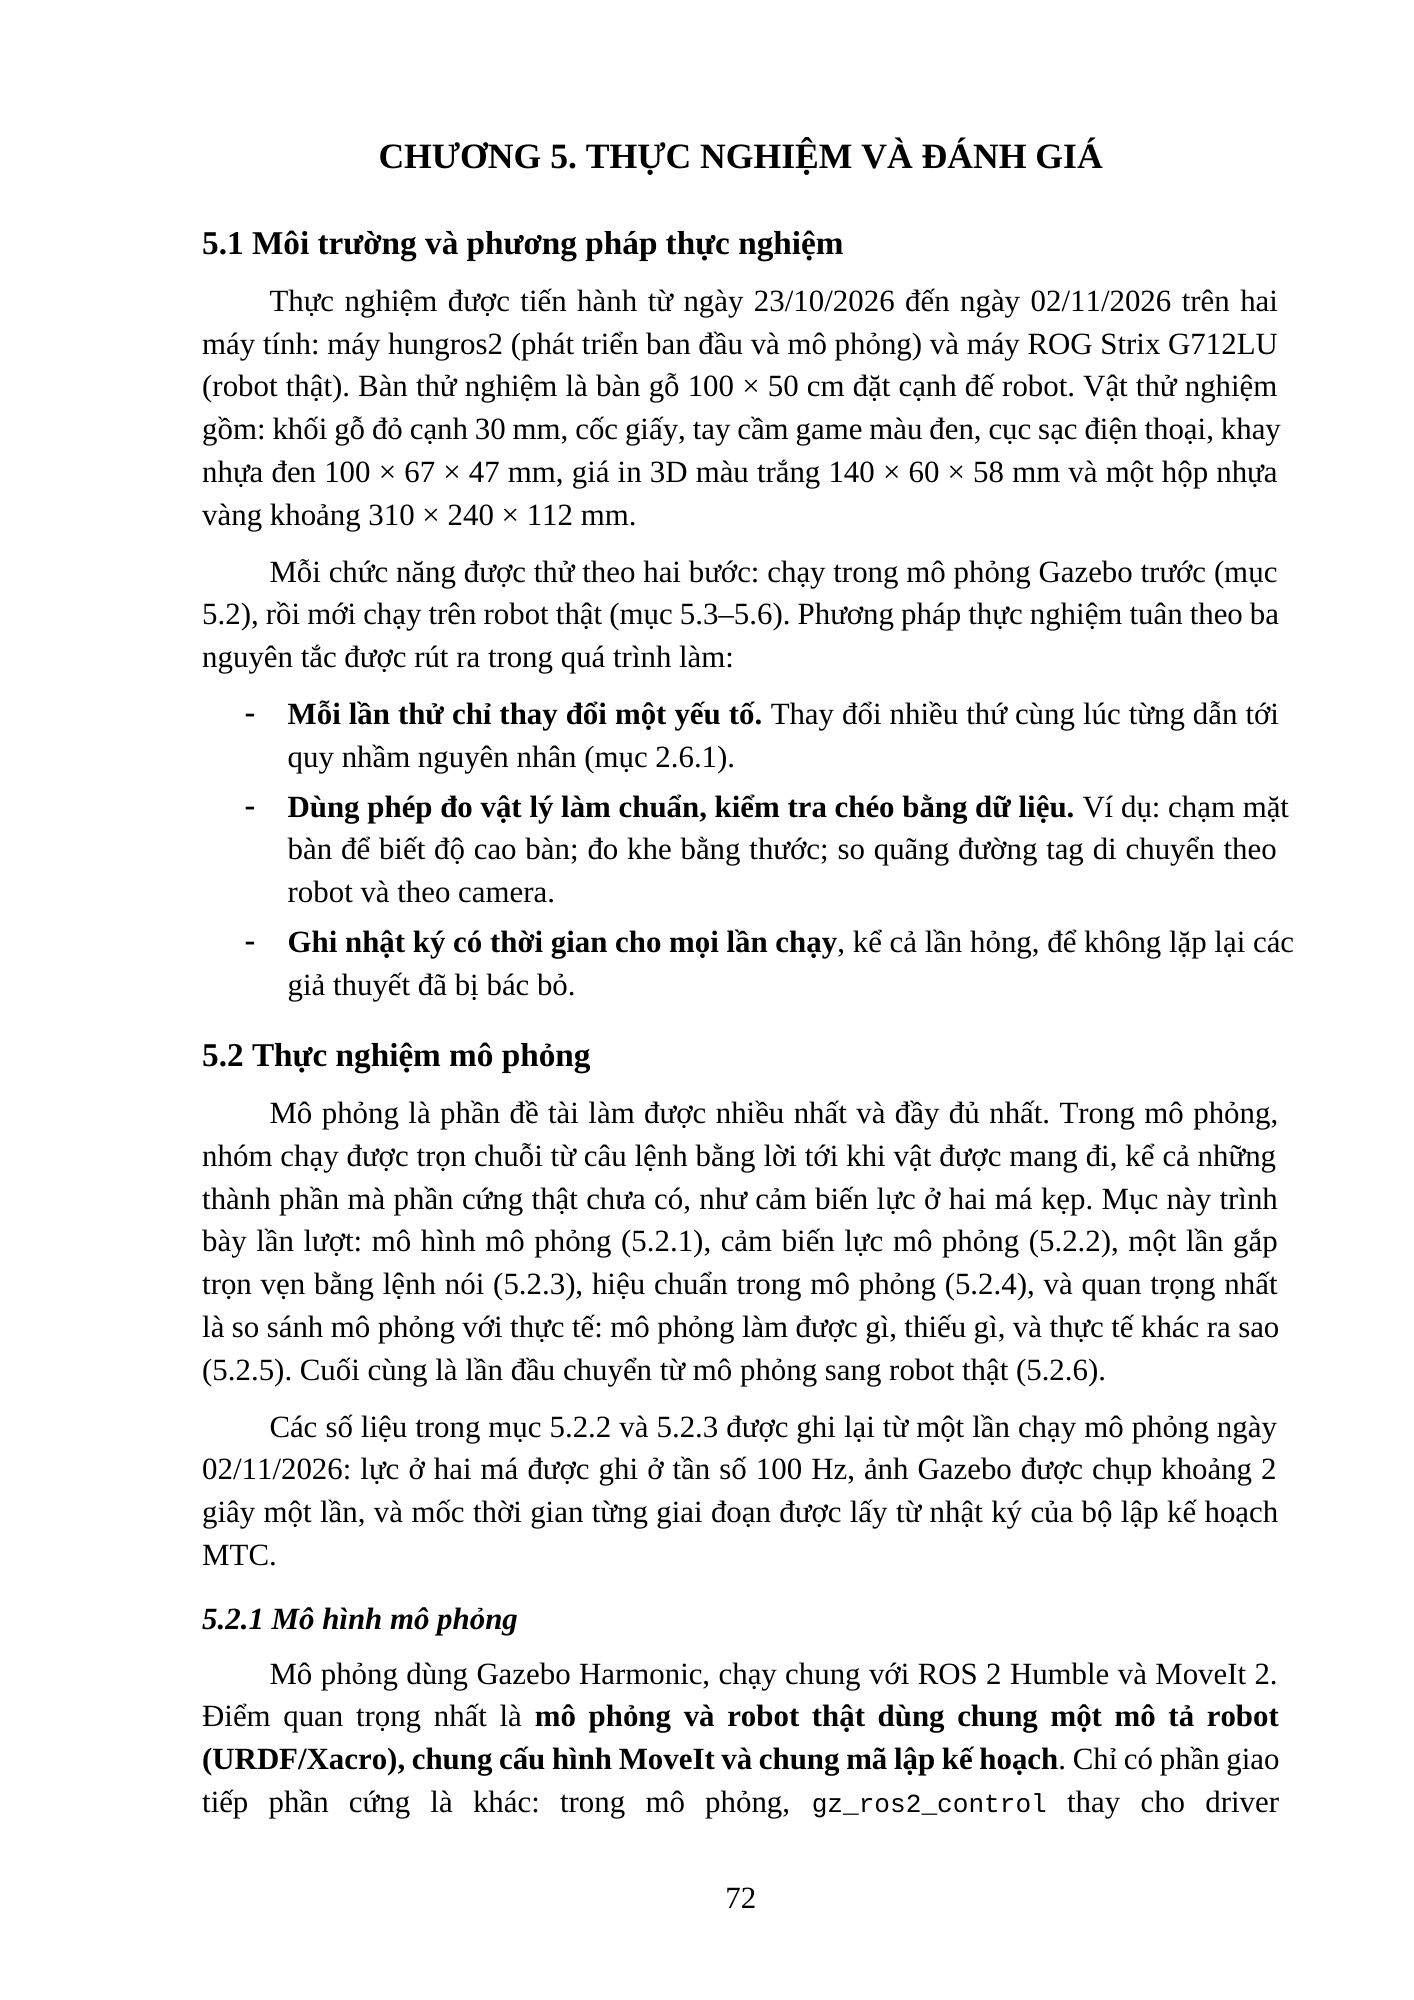 CHƯƠNG 5. THỰC NGHIỆM VÀ ĐÁNH GIÁ
5.1 Môi trường và phương pháp thực nghiệm
Thực nghiệm được tiến hành từ ngày 23/10/2026 đến ngày 02/11/2026 trên hai
máy tính: máy hungros2 (phát triển ban đầu và mô phỏng) và máy ROG Strix G712LU
(robot thật). Bàn thử nghiệm là bàn gỗ 100 × 50 cm đặt cạnh đế robot. Vật thử nghiệm
gồm: khối gỗ đỏ cạnh 30 mm, cốc giấy, tay cầm game màu đen, cục sạc điện thoại, khay
nhựa đen 100 × 67 × 47 mm, giá in 3D màu trắng 140 × 60 × 58 mm và một hộp nhựa
vàng khoảng 310 × 240 × 112 mm.
Mỗi chức năng được thử theo hai bước: chạy trong mô phỏng Gazebo trước (mục
5.2), rồi mới chạy trên robot thật (mục 5.3–5.6). Phương pháp thực nghiệm tuân theo ba
nguyên tắc được rút ra trong quá trình làm:
- Mỗi lần thử chỉ thay đổi một yếu tố. Thay đổi nhiều thứ cùng lúc từng dẫn tới
quy nhầm nguyên nhân (mục 2.6.1).
- Dùng phép đo vật lý làm chuẩn, kiểm tra chéo bằng dữ liệu. Ví dụ: chạm mặt
bàn để biết độ cao bàn; đo khe bằng thước; so quãng đường tag di chuyển theo
robot và theo camera.
- Ghi nhật ký có thời gian cho mọi lần chạy, kể cả lần hỏng, để không lặp lại các
giả thuyết đã bị bác bỏ.
5.2 Thực nghiệm mô phỏng
Mô phỏng là phần đề tài làm được nhiều nhất và đầy đủ nhất. Trong mô phỏng,
nhóm chạy được trọn chuỗi từ câu lệnh bằng lời tới khi vật được mang đi, kể cả những
thành phần mà phần cứng thật chưa có, như cảm biến lực ở hai má kẹp. Mục này trình
bày lần lượt: mô hình mô phỏng (5.2.1), cảm biến lực mô phỏng (5.2.2), một lần gắp
trọn vẹn bằng lệnh nói (5.2.3), hiệu chuẩn trong mô phỏng (5.2.4), và quan trọng nhất
là so sánh mô phỏng với thực tế: mô phỏng làm được gì, thiếu gì, và thực tế khác ra sao
(5.2.5). Cuối cùng là lần đầu chuyển từ mô phỏng sang robot thật (5.2.6).
Các số liệu trong mục 5.2.2 và 5.2.3 được ghi lại từ một lần chạy mô phỏng ngày
02/11/2026: lực ở hai má được ghi ở tần số 100 Hz, ảnh Gazebo được chụp khoảng 2
giây một lần, và mốc thời gian từng giai đoạn được lấy từ nhật ký của bộ lập kế hoạch
MTC.
5.2.1 Mô hình mô phỏng
Mô phỏng dùng Gazebo Harmonic, chạy chung với ROS 2 Humble và MoveIt 2.
Điểm quan trọng nhất là mô phỏng và robot thật dùng chung một mô tả robot
(URDF/Xacro), chung cấu hình MoveIt và chung mã lập kế hoạch. Chỉ có phần giao
tiếp phần cứng là khác: trong mô phỏng, gz_ros2_control thay cho driver
72